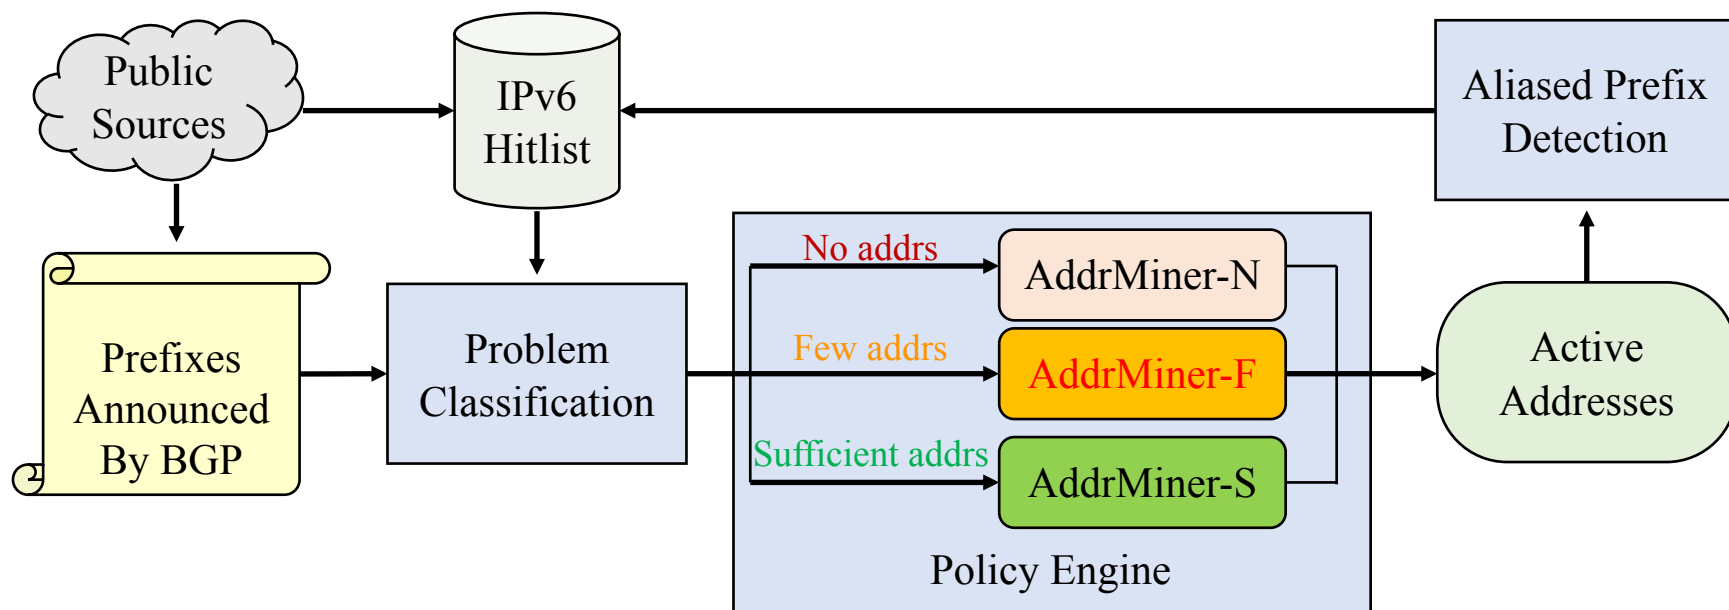 Public
Sources
IPv6
Hitlist
Aliased Prefix
Detection
Prefixes
Announced
By BGP
Problem
Classification
No addrs
AddrMiner-N
Few addrs
AddrMiner-F
Sufficient addrs
AddrMiner-S
Policy Engine
Active
Addresses